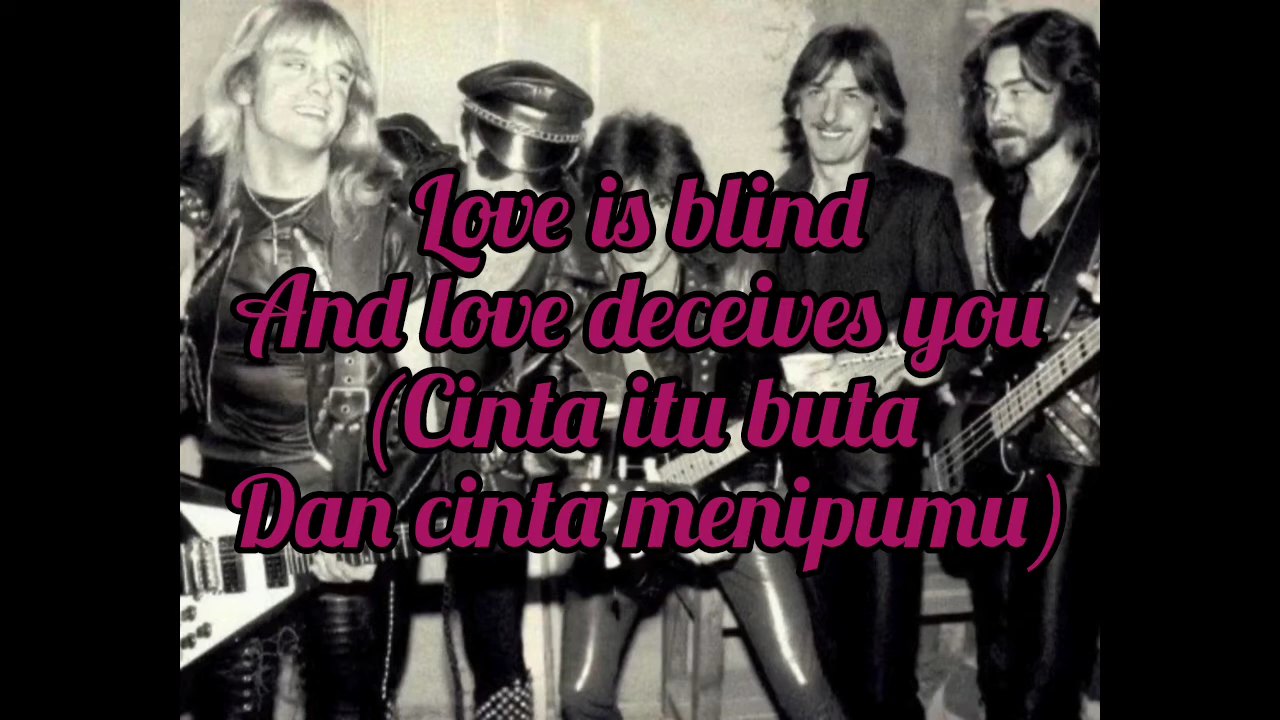 Love is blind
And love deceives you
(Cinta itu buta
Dan cinta menipumu)